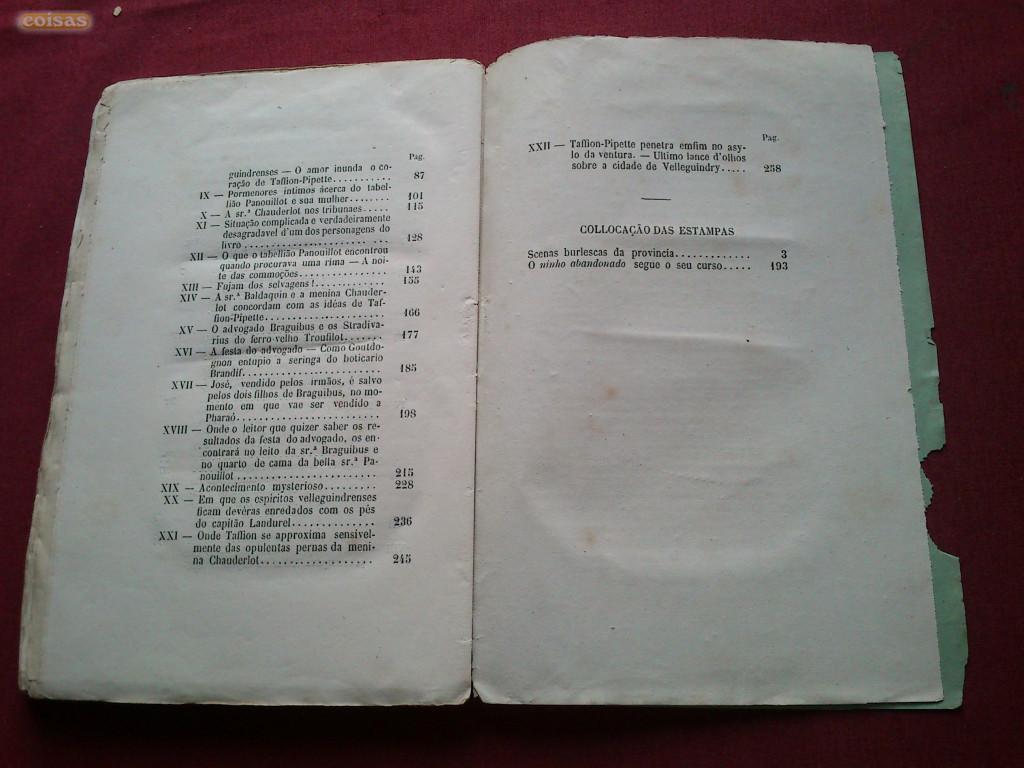 coisas
Pag.
guindrenses — O amor inunda o co-
ração de Taffion-Pipette.......... 87
IX — Pormenores intimos ácerca do tabel-
lião Panouillot e sua mulher........ 101
X — A sr.ª Chauderlot nos tribunaes..... 115
XI — Situação complicada e verdadeiramente
desagradavel d'um dos personagens do
livro......................... 128
XII — O que o tabellião Panouillot encontrou
quando procurava uma rima — A noi-
te das commoções............... 143
XIII — Fujam dos selvagens!............. 155
XIV — A sr.ª Baldaquin e a menina Chauder-
lot concordam com as idéas de Taf-
fion-Pipette.................... 166
XV — O advogado Braguibus e os Stradiva-
rius do ferro-velho Troufilot........ 177
XVI — A festa do advogado — Como Goutdo-
gnon entupio a seringa do boticario
Brandif........................ 185
XVII — José, vendido pelos irmãos, é salvo
pelos dois filhos de Braguibus, no mo-
mento em que vae ser vendido a
Pharaó........................ 198
XVIII — Onde o leitor que quizer saber os re-
sultados da festa do advogado, os en-
contrará no leito da sr.ª Braguibus e
no quarto de cama da bella sr.ª Pa-
nouillot........................ 215
XIX — Acontecimento mysterioso......... 228
XX — Em que os espiritos velleguindrenses
ficam devéras enredados com os pés
do capitão Landurel.............. 236
XXI — Onde Taffion se approxima sensivel-
mente das opulentas pernas da meni-
na Chauderlot................... 245
Pag.
XXII — Taffion-Pipette penetra emfim no asy-
lo da ventura. — Ultimo lance d'olhos
sobre a cidade de Velleguindry..... 258
COLLOCAÇÃO DAS ESTAMPAS
Scenas burlescas da provincia............. 3
O ninho abandonado segue o seu curso..... 193